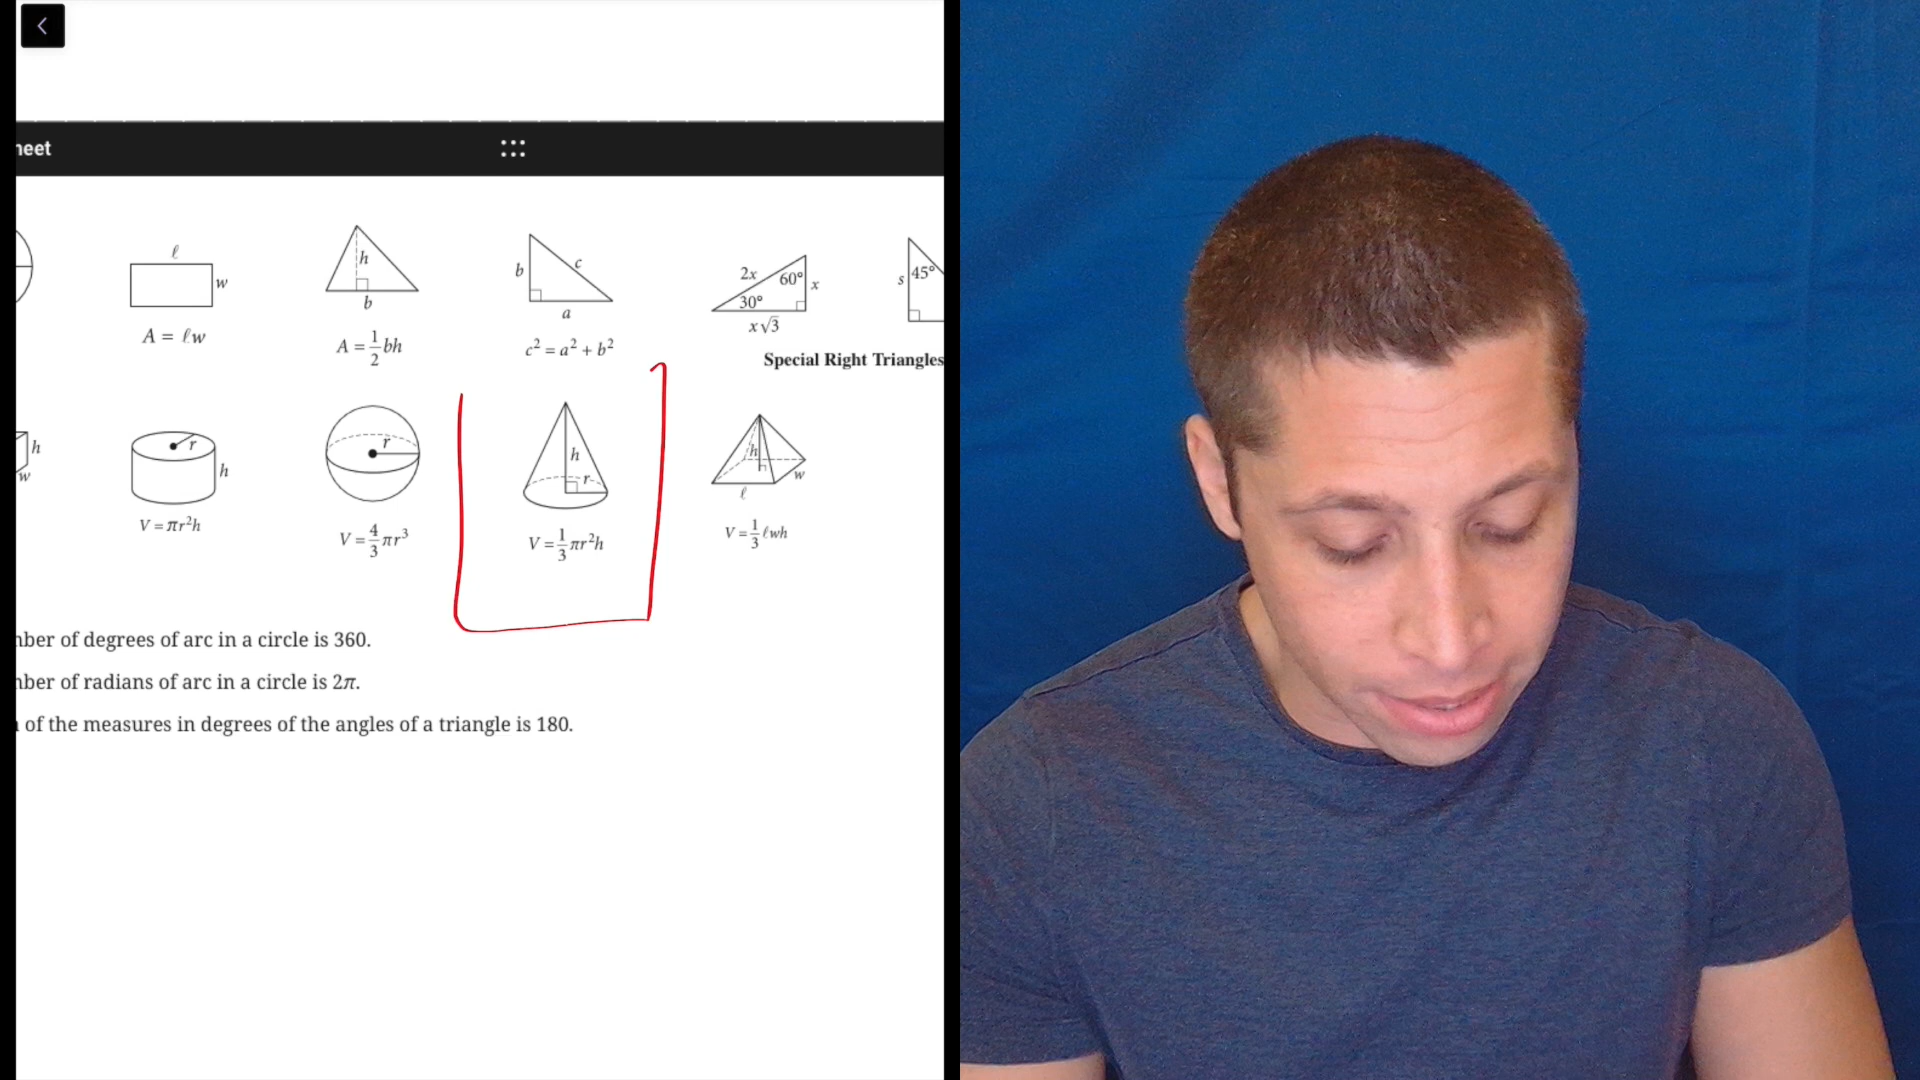 heet
ℓ
w
A = ℓw
h
b
A = 1/2 bh
b
c
a
c² = a² + b²
2x
60°
x
30°
x√3
s
45°
Special Right Triangles
h
w
r
h
V = πr²h
r
V = 4/3 πr³
h
r
V = 1/3 πr²h
h
w
ℓ
V = 1/3 ℓwh
nber of degrees of arc in a circle is 360.
nber of radians of arc in a circle is 2π.
of the measures in degrees of the angles of a triangle is 180.